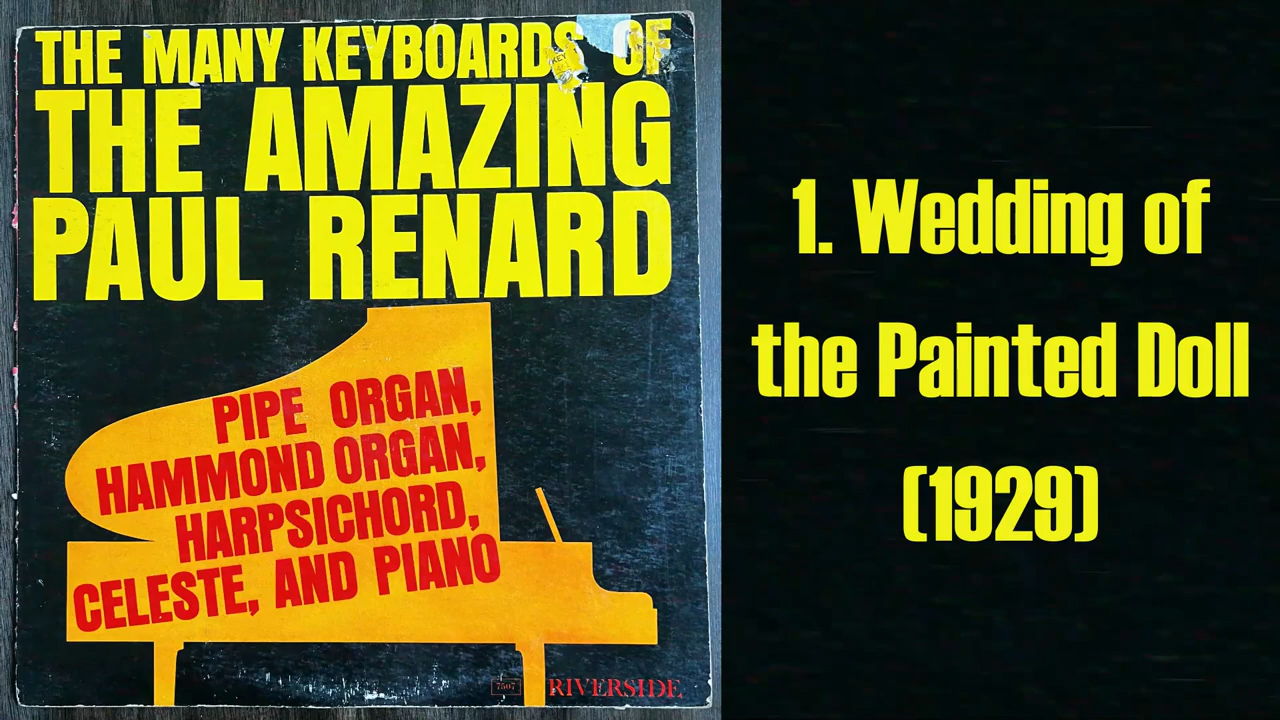 THE MANY KEYBOARDS OF
THE AMAZING
PAUL RENARD
PIPE ORGAN,
HAMMOND ORGAN,
HARPSICHORD,
CELESTE, AND PIANO
7507 RIVERSIDE
1. Wedding of
the Painted Doll
(1929)